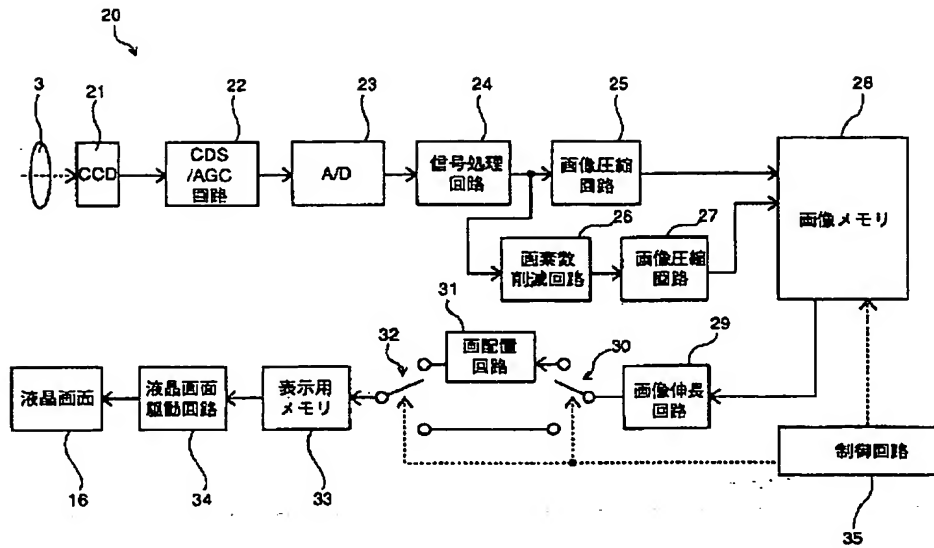 20
3
21
22
23
24
25
28
CCD
CDS
/AGC
回路
A/D
信号処理
回路
画像圧縮
回路
画像メモリ
26
27
画素数
削減回路
画像圧縮
回路
31
32
画配置
回路
30
29
画像伸長
回路
液晶画面
液晶画面
駆動回路
表示用
メモリ
制御回路
16
34
33
35